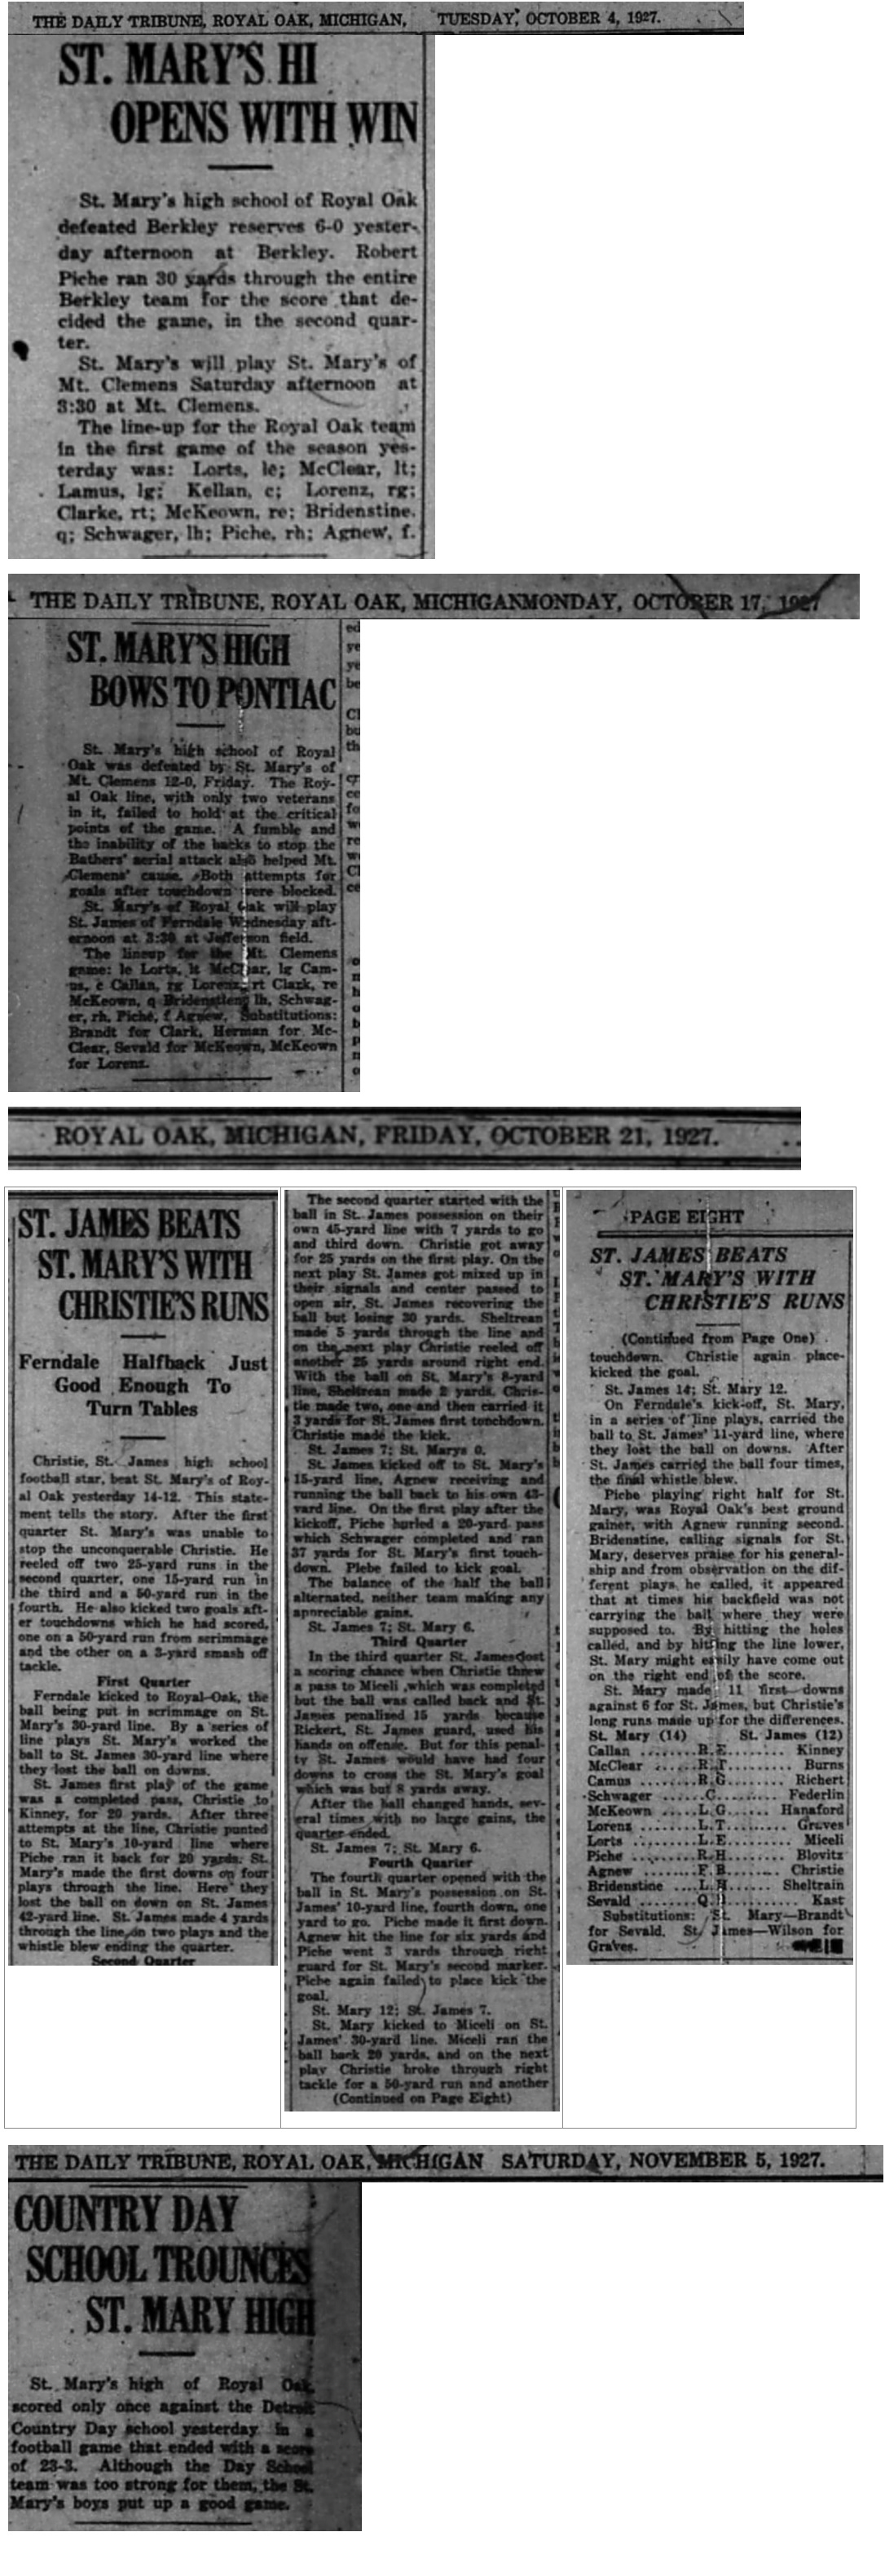 THE DAILY TRIBUNE, ROYAL OAK, MICHIGAN, TUESDAY, OCTOBER 4, 1927.
ST. MARY'S HI
OPENS WITH WIN
St. Mary's high school of Royal Oak
defeated Berkley reserves 6-0 yester-
day afternoon at Berkley. Robert
Piche ran 30 yards through the entire
Berkley team for the score that de-
cided the game, in the second quar-
ter.
St. Mary's will play St. Mary's of
Mt. Clemens Saturday afternoon at
3:30 at Mt. Clemens.
The line-up for the Royal Oak team
in the first game of the season yes-
terday was: Lorts, le; McClear, lt;
Lamus, lg; Kellan, c; Lorenz, rg;
Clarke, rt; McKeown, re; Bridenstine,
q; Schwager, lh; Piche, rh; Agnew, f.
THE DAILY TRIBUNE, ROYAL OAK, MICHIGANMONDAY, OCTOBER 17, 1927
ST. MARY'S HIGH
BOWS TO PONTIAC
St. Mary's high school of Royal
Oak was defeated by St. Mary's of
Mt. Clemens 12-0, Friday. The Roy-
al Oak line, with only two veterans
in it, failed to hold at the critical
points of the game. A fumble and
the inability of the backs to stop the
Bathers' aerial attack also helped Mt.
Clemens' cause. Both attempts for
goals after touchdown were blocked.
St. Mary's of Royal Oak will play
St. James of Ferndale Wednesday aft-
ernoon at 3:30 at Jefferson field.
The lineup for the Mt. Clemens
game: le Lorts, lt McClear, lg Cam-
us, c Callan, rg Lorenz, rt Clark, re
McKeown, q Bridenstiene lh, Schwag-
er, rh, Piche, f Agnew. Substitutions:
Brandt for Clark, Herman for Mc-
Clear, Sevald for McKeown, McKeown
for Lorenz.
ROYAL OAK, MICHIGAN, FRIDAY, OCTOBER 21, 1927.
ST. JAMES BEATS
ST. MARY'S WITH
CHRISTIE'S RUNS
Ferndale Halfback Just
Good Enough To
Turn Tables
Christie, St. James high school
football star, beat St. Mary's of Roy-
al Oak yesterday 14-12. This state-
ment tells the story. After the first
quarter St. Mary's was unable to
stop the unconquerable Christie. He
reeled off two 25-yard runs in the
second quarter, one 15-yard run in
the third and a 50-yard run in the
fourth. He also kicked two goals aft-
er touchdowns which he had scored,
one on a 50-yard run from scrimmage
and the other on a 3-yard smash off
tackle.
First Quarter
Ferndale kicked to Royal Oak, the
ball being put in scrimmage on St.
Mary's 30-yard line. By a series of
line plays St. Mary's worked the
ball to St. James 30-yard line where
they lost the ball on downs.
St. James first play of the game
was a completed pass, Christie to
Kinney, for 20 yards. After three
attempts at the line, Christie punted
to St. Mary's 10-yard line where
Piche ran it back for 20 yards. St.
Mary's made the first downs on four
plays through the line. Here they
lost the ball on down on St. James
42-yard line. St. James made 4 yards
through the line on two plays and the
whistle blew ending the quarter.
Second Quarter
The second quarter started with the
ball in St. James possession on their
own 45-yard line with 7 yards to go
and third down. Christie got away
for 25 yards on the first play. On the
next play St. James got mixed up in
their signals and center passed to
open air, St. James recovering the
ball but losing 30 yards. Sheltrean
made 5 yards through the line and
on the next play Christie reeled off
another 25 yards around right end.
With the ball on St. Mary's 8-yard
line, Sheltrean made 2 yards, Chris-
tie made two, one and then carried it
3 yards for St. James first touchdown.
Christie made the kick.
St. James 7; St. Marys 0.
St. James kicked off to St. Mary's
15-yard line, Agnew receiving and
running the ball back to his own 43-
yard line. On the first play after the
kickoff, Piche hurled a 20-yard pass
which Schwager completed and ran
37 yards for St. Mary's first touch-
down. Plebe failed to kick goal.
The balance of the half the ball
alternated, neither team making any
appreciable gains.
St. James 7; St. Mary 6.
Third Quarter
In the third quarter St. James lost
a scoring chance when Christie threw
a pass to Miceli ,which was completed
but the ball was called back and St.
James penalized 15 yards because
Rickert, St. James guard, used his
hands on offense. But for this penal-
ty St. James would have had four
downs to cross the St. Mary's goal
which was but 8 yards away.
After the ball changed hands, sev-
eral times with no large gains, the
quarter ended.
St. James 7; St. Mary 6.
Fourth Quarter
The fourth quarter opened with the
ball in St. Mary's possession on St.
James' 10-yard line, fourth down, one
yard to go. Piche made it first down.
Agnew hit the line for six yards and
Piche went 3 yards through right
guard for St. Mary's second marker.
Piche again failed to place kick the
goal.
St. Mary 12; St. James 7.
St. Mary kicked to Miceli on St.
James' 30-yard line. Miceli ran the
ball back 20 yards, and on the next
play Christie broke through right
tackle for a 50-yard run and another
(Continued on Page Eight)
PAGE EIGHT
ST. JAMES BEATS
ST. MARY'S WITH
CHRISTIE'S RUNS
(Continued from Page One)
touchdown. Christie again place-
kicked the goal.
St. James 14; St. Mary 12.
On Ferndale's kick-off, St. Mary,
in a series of line plays, carried the
ball to St. James' 11-yard line, where
they lost the ball on downs. After
St. James carried the ball four times,
the final whistle blew.
Piche playing right half for St.
Mary, was Royal Oak's best ground
gainer, with Agnew running second.
Bridenstine, calling signals for St.
Mary, deserves praise for his general-
ship and from observation on the dif-
ferent plays he called, it appeared
that at times his backfield was not
carrying the ball where they were
supposed to. By hitting the holes
called, and by hitting the line lower,
St. Mary might easily have come out
on the right end of the score.
St. Mary made 11 first downs
against 6 for St. James, but Christie's
long runs made up for the differences.
St. Mary (14) St. James (12)
Callan ........R.E........ Kinney
McClear .......R.T........ Burns
Camus ........R.G........ Richert
Schwager ......C........ Federlin
McKeown ......L.G....... Hanaford
Lorenz ........L.T........ Graves
Lorts .........L.E........ Miceli
Piche .........R.H........ Blovitz
Agnew ........F.B....... Christie
Bridenstine ....L.H....... Sheltrain
Sevald ........Q.B........ Kast
Substitutions: St. Mary—Brandt
for Sevald. St. James—Wilson for
Graves.
THE DAILY TRIBUNE, ROYAL OAK, MICHIGAN SATURDAY, NOVEMBER 5, 1927.
COUNTRY DAY
SCHOOL TROUNCES
ST. MARY HIGH
St. Mary's high of Royal Oak
scored only once against the Detroit
Country Day school yesterday in a
football game that ended with a score
of 23-3. Although the Day School
team was too strong for them, the St.
Mary's boys put up a good game.